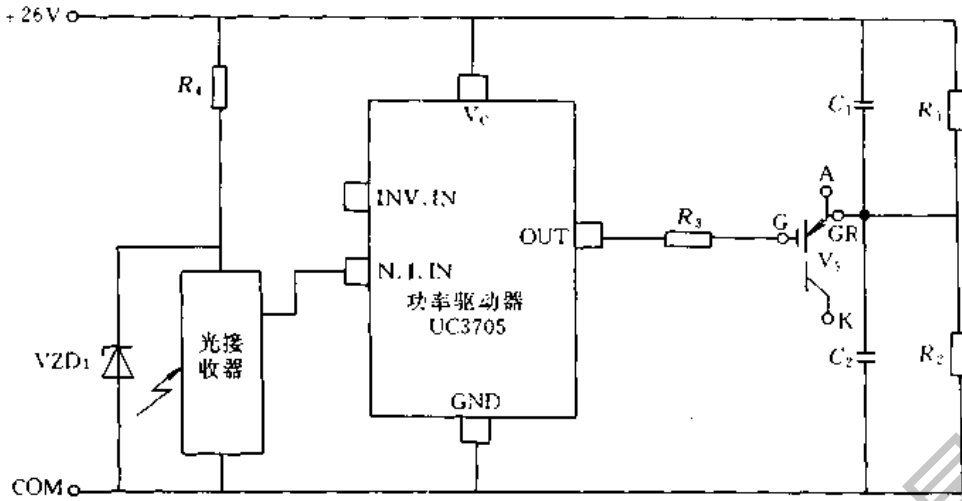 +26V
R₄
V_C
C₁
R₁
INV.IN
A
G
GR
R₃
OUT
V₅
N.I.IN
功率驱动器
UC3705
K
光接
收器
VZD₁
C₂
R₂
GND
COM